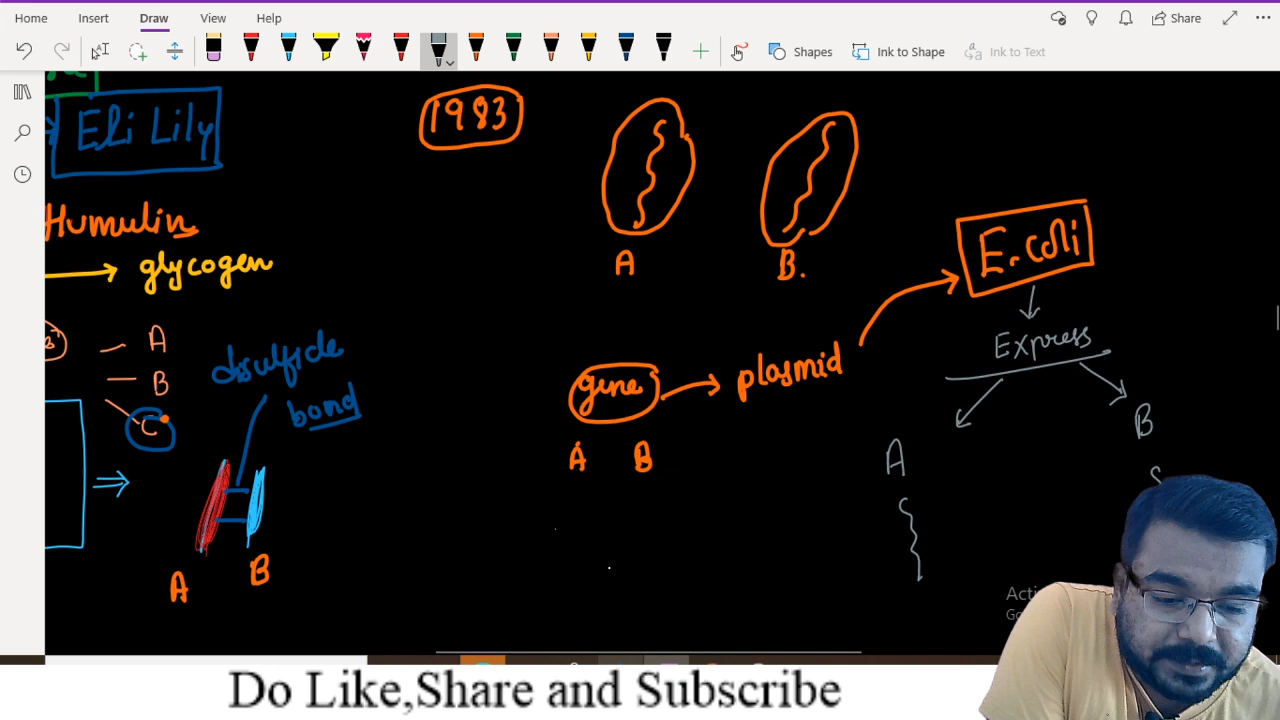 Home Insert Draw View Help Share
Shapes Ink to Shape Ink to Text
Eli Lily
1983
Humulin
glycogen
A
B
C
disulfide
bond
A B
A B.
gene plasmid
A B
E.coli
Express
A B
Do Like,Share and Subscribe